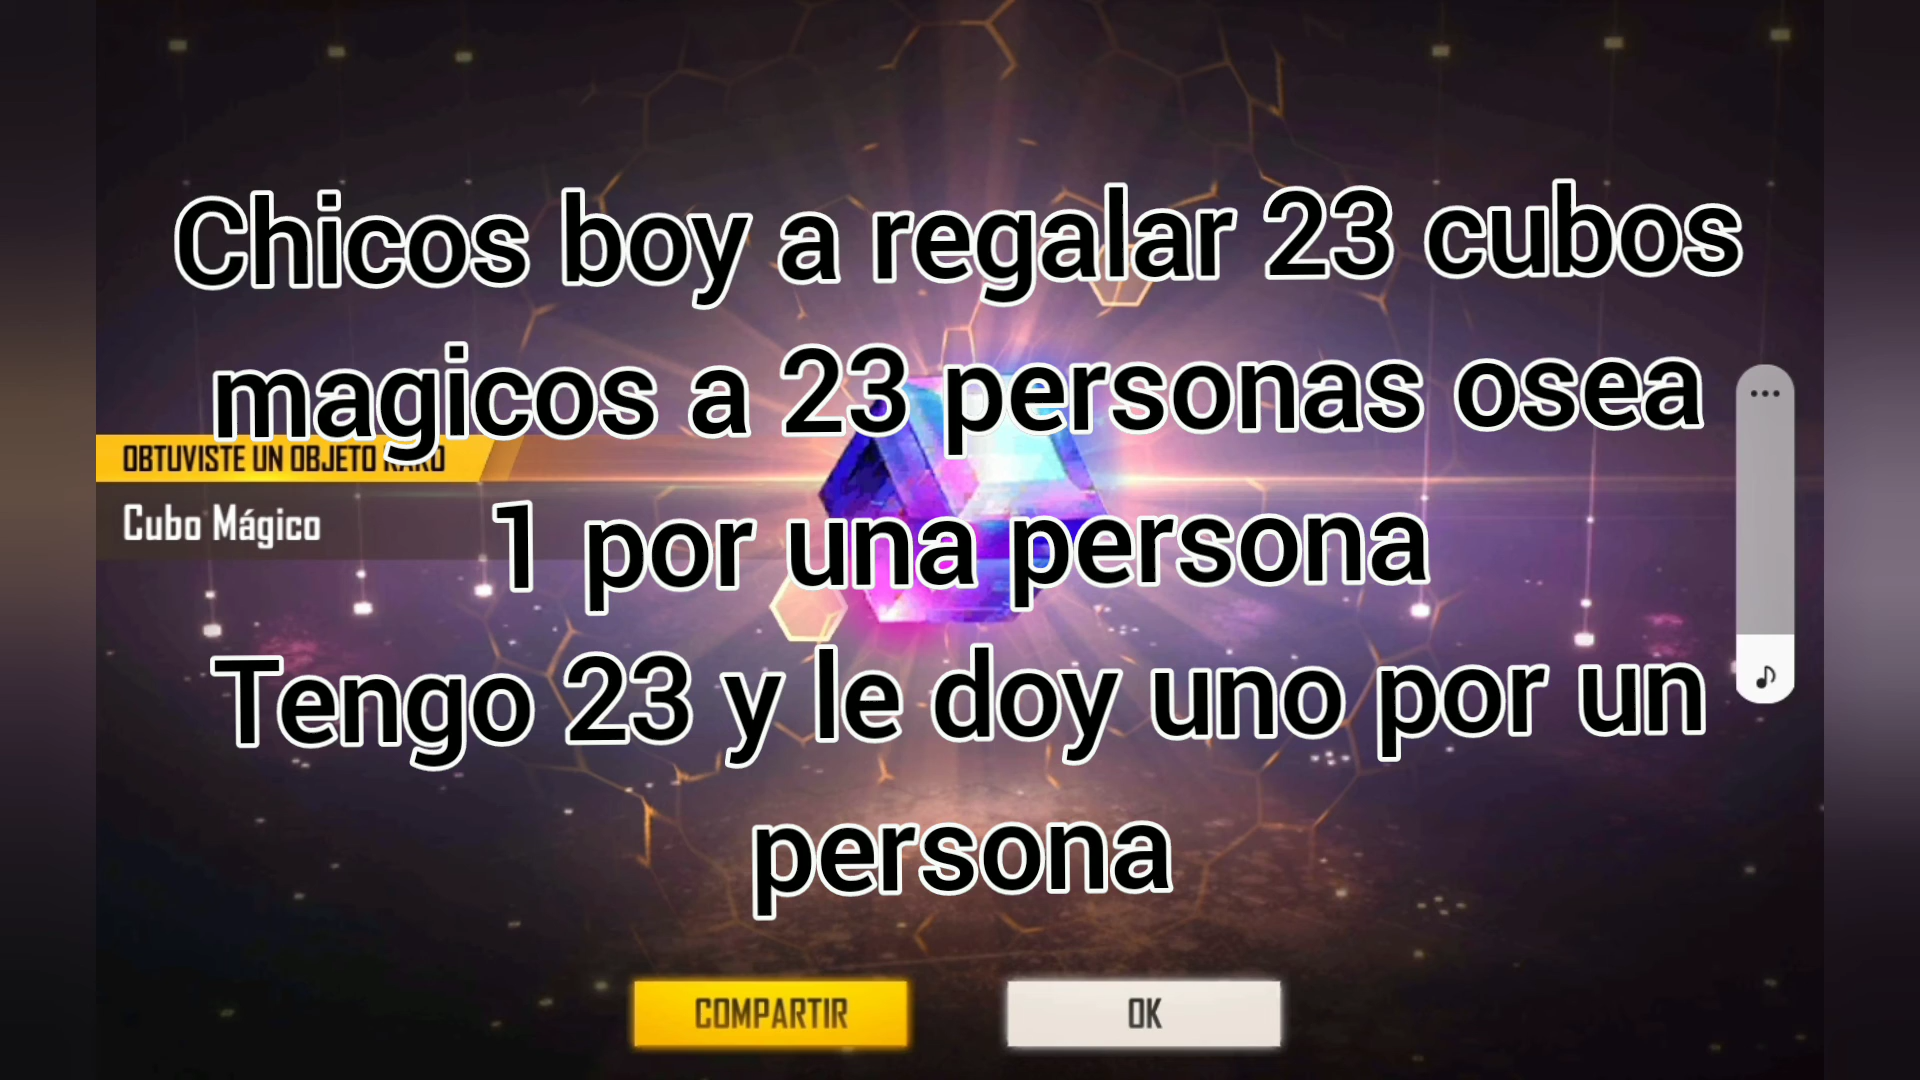 Chicos boy a regalar 23 cubos
magicos a 23 personas osea
OBTUVISTE UN OBJETO RARO
Cubo Mágico
1 por una persona
Tengo 23 y le doy uno por un
persona
COMPARTIR
OK